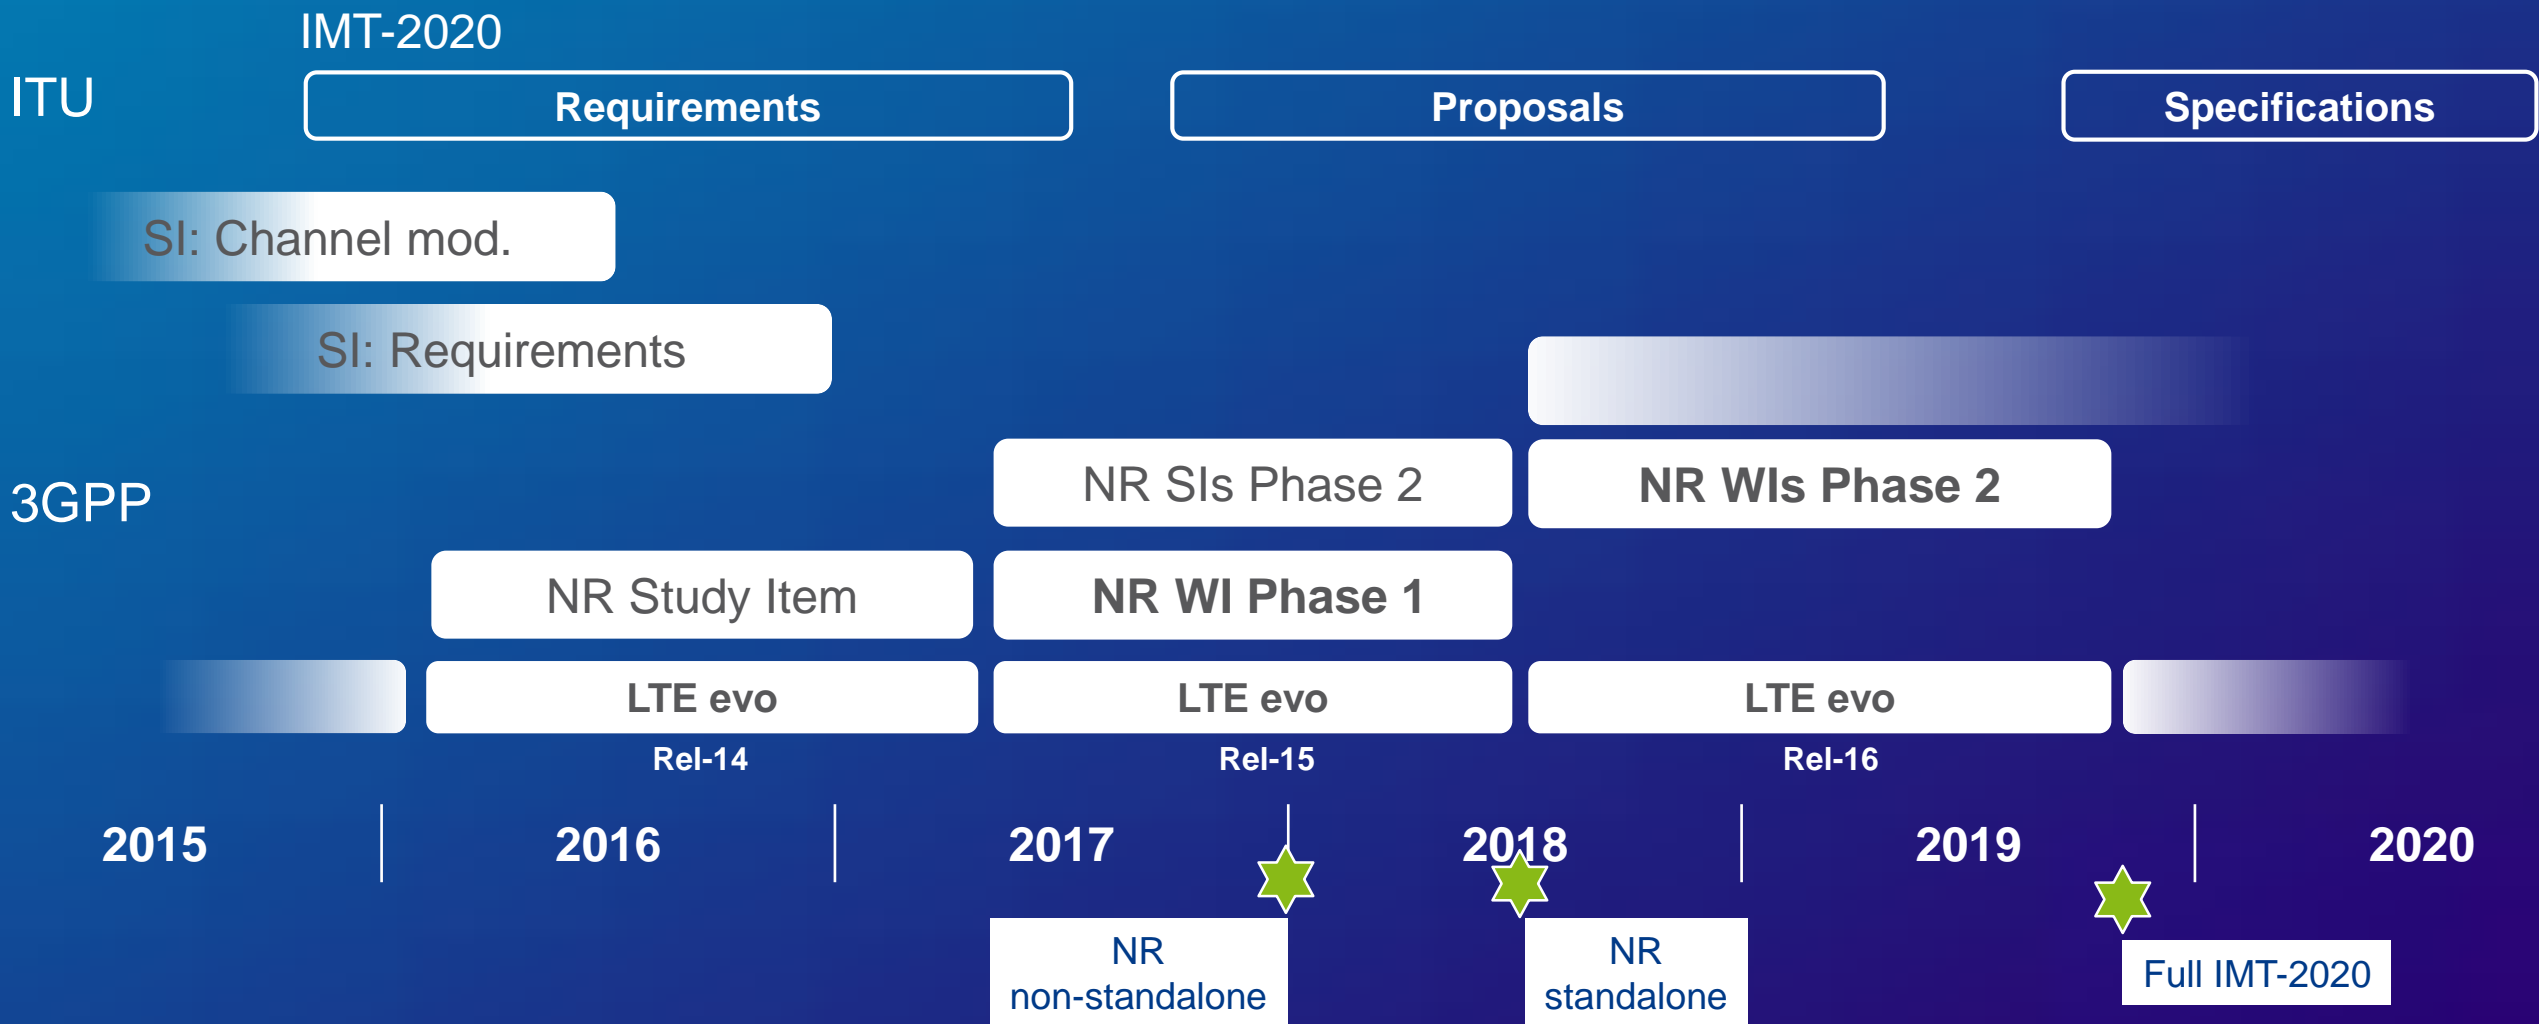 IMT-2020
ITU
Requirements
Proposals
Specifications
SI: Channel mod.
SI: Requirements
3GPP
NR SIs Phase 2
NR WIs Phase 2
NR Study Item
NR WI Phase 1
LTE evo
LTE evo
LTE evo
Rel-14
Rel-15
Rel-16
2015
2016
2017
2018
2019
2020
NR
non-standalone
NR
standalone
Full IMT-2020